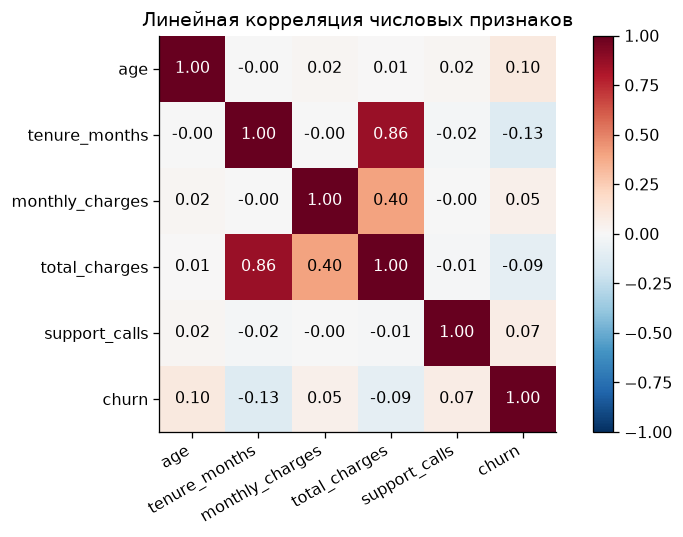 Линейная корреляция числовых признаков
age 1.00 -0.00 0.02 0.01 0.02 0.10
tenure_months -0.00 1.00 -0.00 0.86 -0.02 -0.13
monthly_charges 0.02 -0.00 1.00 0.40 -0.00 0.05
total_charges 0.01 0.86 0.40 1.00 -0.01 -0.09
support_calls 0.02 -0.02 -0.00 -0.01 1.00 0.07
churn 0.10 -0.13 0.05 -0.09 0.07 1.00
age
tenure_months
monthly_charges
total_charges
support_calls
churn
1.00
0.75
0.50
0.25
0.00
−0.25
−0.50
−0.75
−1.00